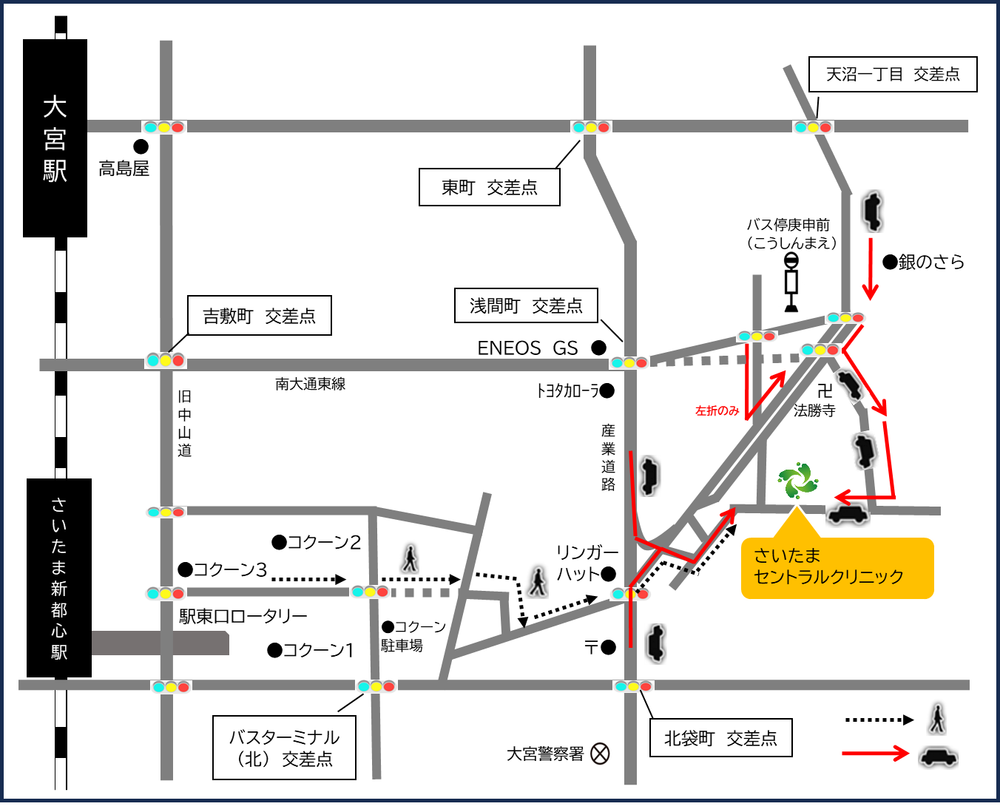 大宮駅
天沼一丁目　交差点
高島屋
東町　交差点
バス停庚申前
（こうしんまえ）
●銀のさら
吉敷町　交差点
浅間町　交差点
ENEOS　GS　●
南大通東線
ﾄﾖﾀｶﾛｰﾗ●
旧中山道
左折のみ
卍
法勝寺
産業道路
さいたま新都心駅
●コクーン2
●コクーン3
リンガー
ハット●
さいたま
セントラルクリニック
駅東口ロータリー
●コクーン
駐車場
●コクーン1
〒●
バスターミナル
（北）　交差点
北袋町　交差点
大宮警察署